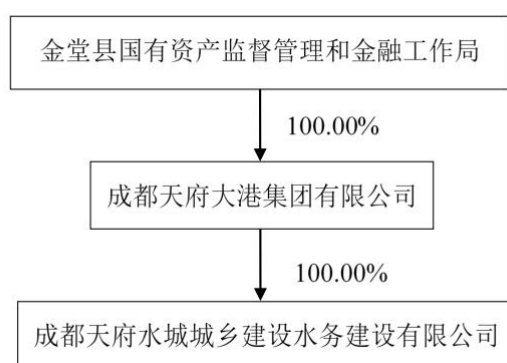 金堂县国有资产监督管理和金融工作局
100.00%
成都天府大港集团有限公司
100.00%
成都天府水城城乡建设水务建设有限公司